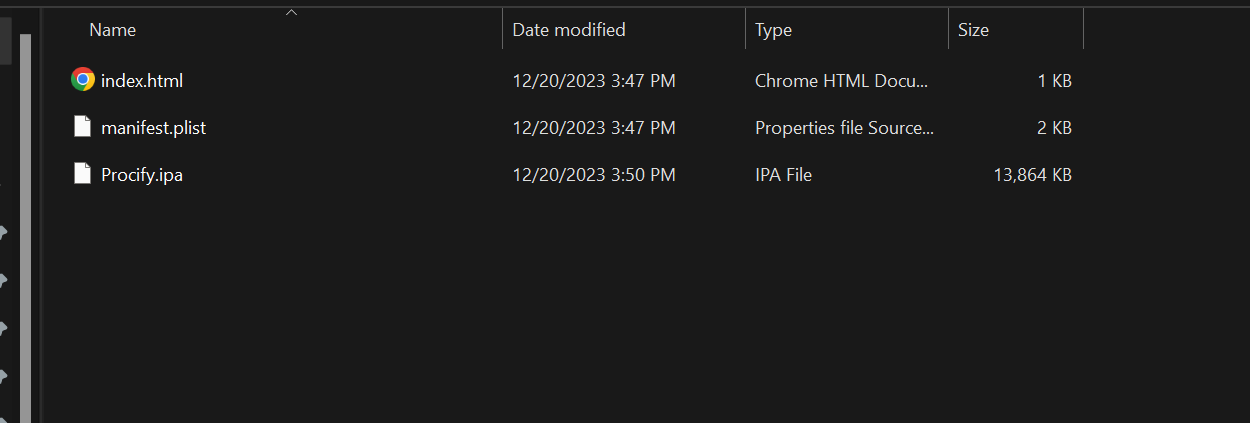 Name Date modified Type Size
index.html 12/20/2023 3:47 PM Chrome HTML Docu... 1 KB
manifest.plist 12/20/2023 3:47 PM Properties file Source... 2 KB
Procify.ipa 12/20/2023 3:50 PM IPA File 13,864 KB